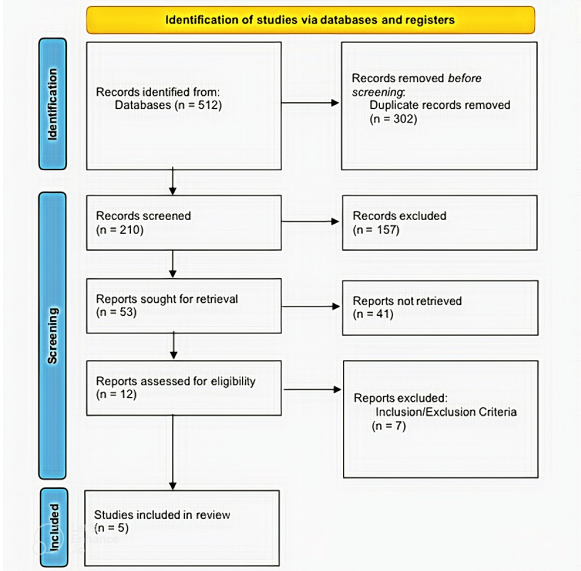 Identification of studies via databases and registers
Identification
Records identified from:
Databases (n = 512)
Records removed before
screening:
Duplicate records removed
(n = 302)
Screening
Records screened
(n = 210)
Records excluded
(n = 157)
Reports sought for retrieval
(n = 53)
Reports not retrieved
(n = 41)
Reports assessed for eligibility
(n = 12)
Reports excluded:
Inclusion/Exclusion Criteria
(n = 7)
Included
Studies included in review
(n = 5)